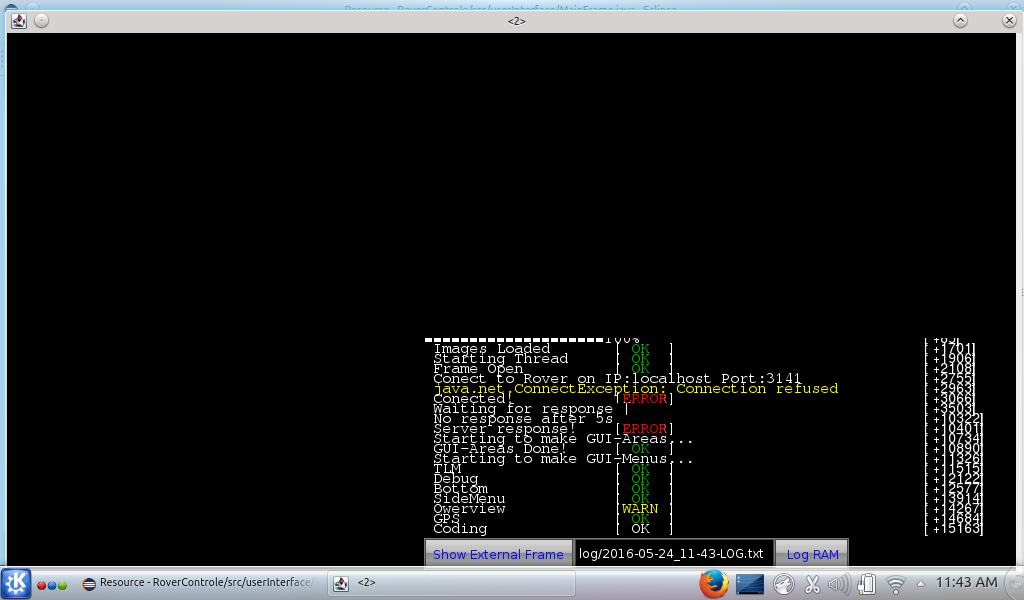 Resource - RoverControle/src/userInterface/MainFrame.java - Eclipse
<2>
100%
Images Loaded [ OK ] [ +1701]
Starting Thread [ OK ] [ +1906]
Frame Open [ OK ] [ +2108]
Conect to Rover on IP:localhost Port:3141 [ +2755]
java.net.ConnectException: Connection refused [ +2963]
Conected! [ERROR] [ +3066]
Waiting for response | [ +3503]
No response after 5s [ +10322]
Server response! [ERROR] [ +10401]
Starting to make GUI-Areas... [ +10734]
GUI-Areas Done! [ OK ] [ +10890]
Starting to make GUI-Menus... [ +11326]
TLM [ OK ] [ +11515]
Debug [ OK ] [ +12122]
Bottom [ OK ] [ +12577]
SideMenu [ OK ] [ +13914]
Owerview [WARN ] [ +14267]
GPS [ OK ] [ +14684]
Coding [ OK ] [ +15163]
Show External Frame log/2016-05-24_11-43-LOG.txt Log RAM
Resource - RoverControle/src/userInterface/ <2> 11:43 AM